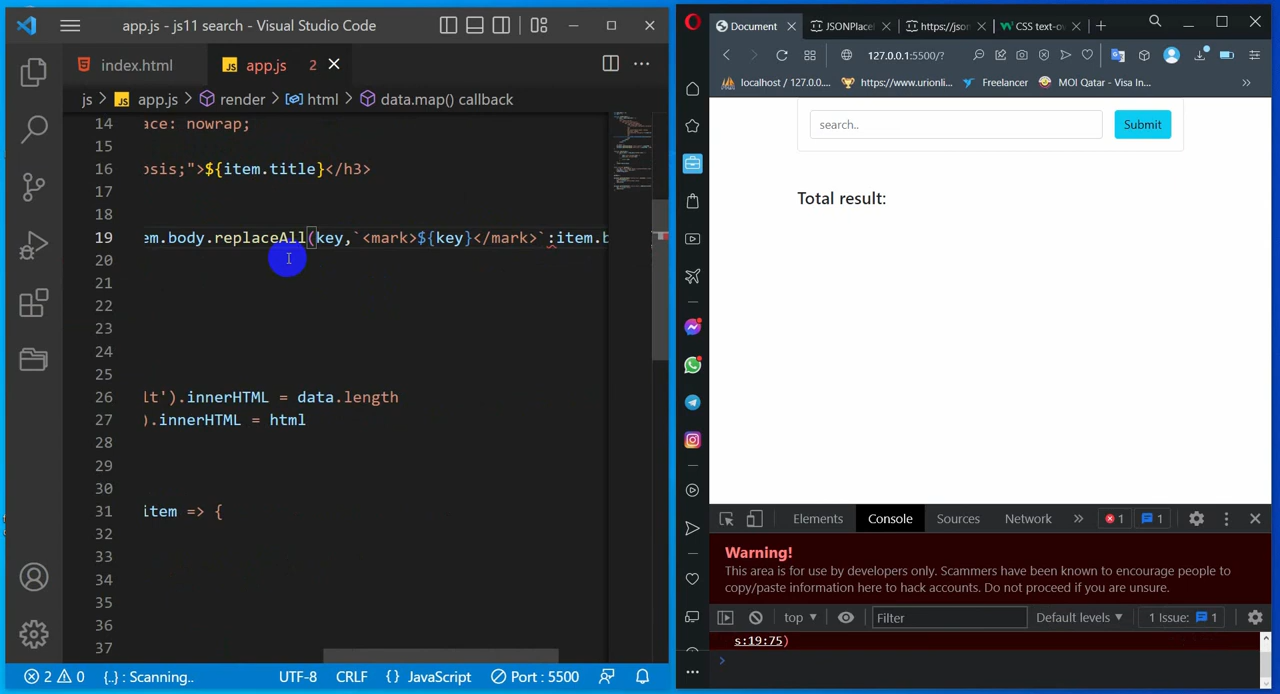 app.js - js11 search - Visual Studio Code
index.html
JS app.js 2
js > JS app.js > render > html > data.map() callback
14 ace: nowrap;
15
16 psis;">${item.title}</h3>
17
18
19 em.body.replaceAll(key,`<mark>${key}</mark>`:item.b
20
21
22
23
24
25
26 lt').innerHTML = data.length
27 ).innerHTML = html
28
29
30
31 item => {
32
33
34
35
36
37
2 0 {..} : Scanning.. UTF-8 CRLF {} JavaScript Port : 5500
Document JSONPlace https://jso CSS text-ov
127.0.0.1:5500/?
localhost / 127.0.... https://www.urionli... Freelancer MOI Qatar - Visa In... »
search.. Submit
Total result:
Elements Console Sources Network » 1 1
Warning!
This area is for use by developers only. Scammers have been known to encourage people to
copy/paste information here to hack accounts. Do not proceed if you are unsure.
top Filter Default levels 1 Issue: 1
s:19:75)